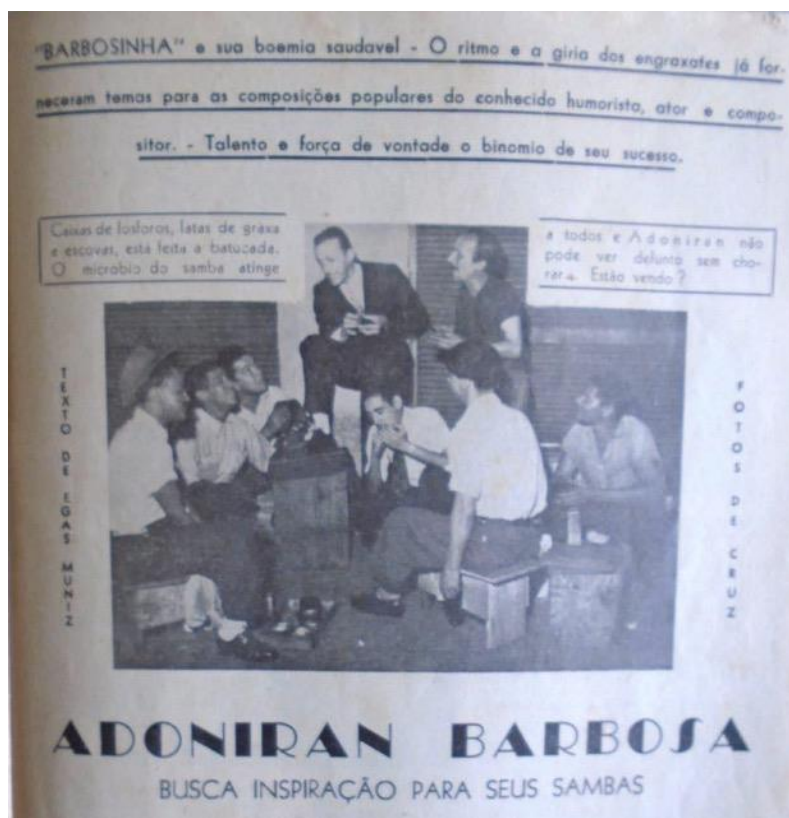 "BARBOSINHA" e sua boemia saudavel - O ritmo e a giria dos engraxates já for-
neceram temas para as composições populares do conhecido humorista, ator e compo-
sitor. - Talento e força de vontade o binomio de seu sucesso.
Caixas de fosforos, latas de graxa
e escovas, está feita a batucada.
O microbio do samba atinge
a todos e Adoniran não
pode ver defunto sem cho-
rar. Estão vendo?
TEXTO DE EGAS MUNIZ
FOTOS DE CRUZ
ADONIRAN BARBOSA
BUSCA INSPIRAÇÃO PARA SEUS SAMBAS